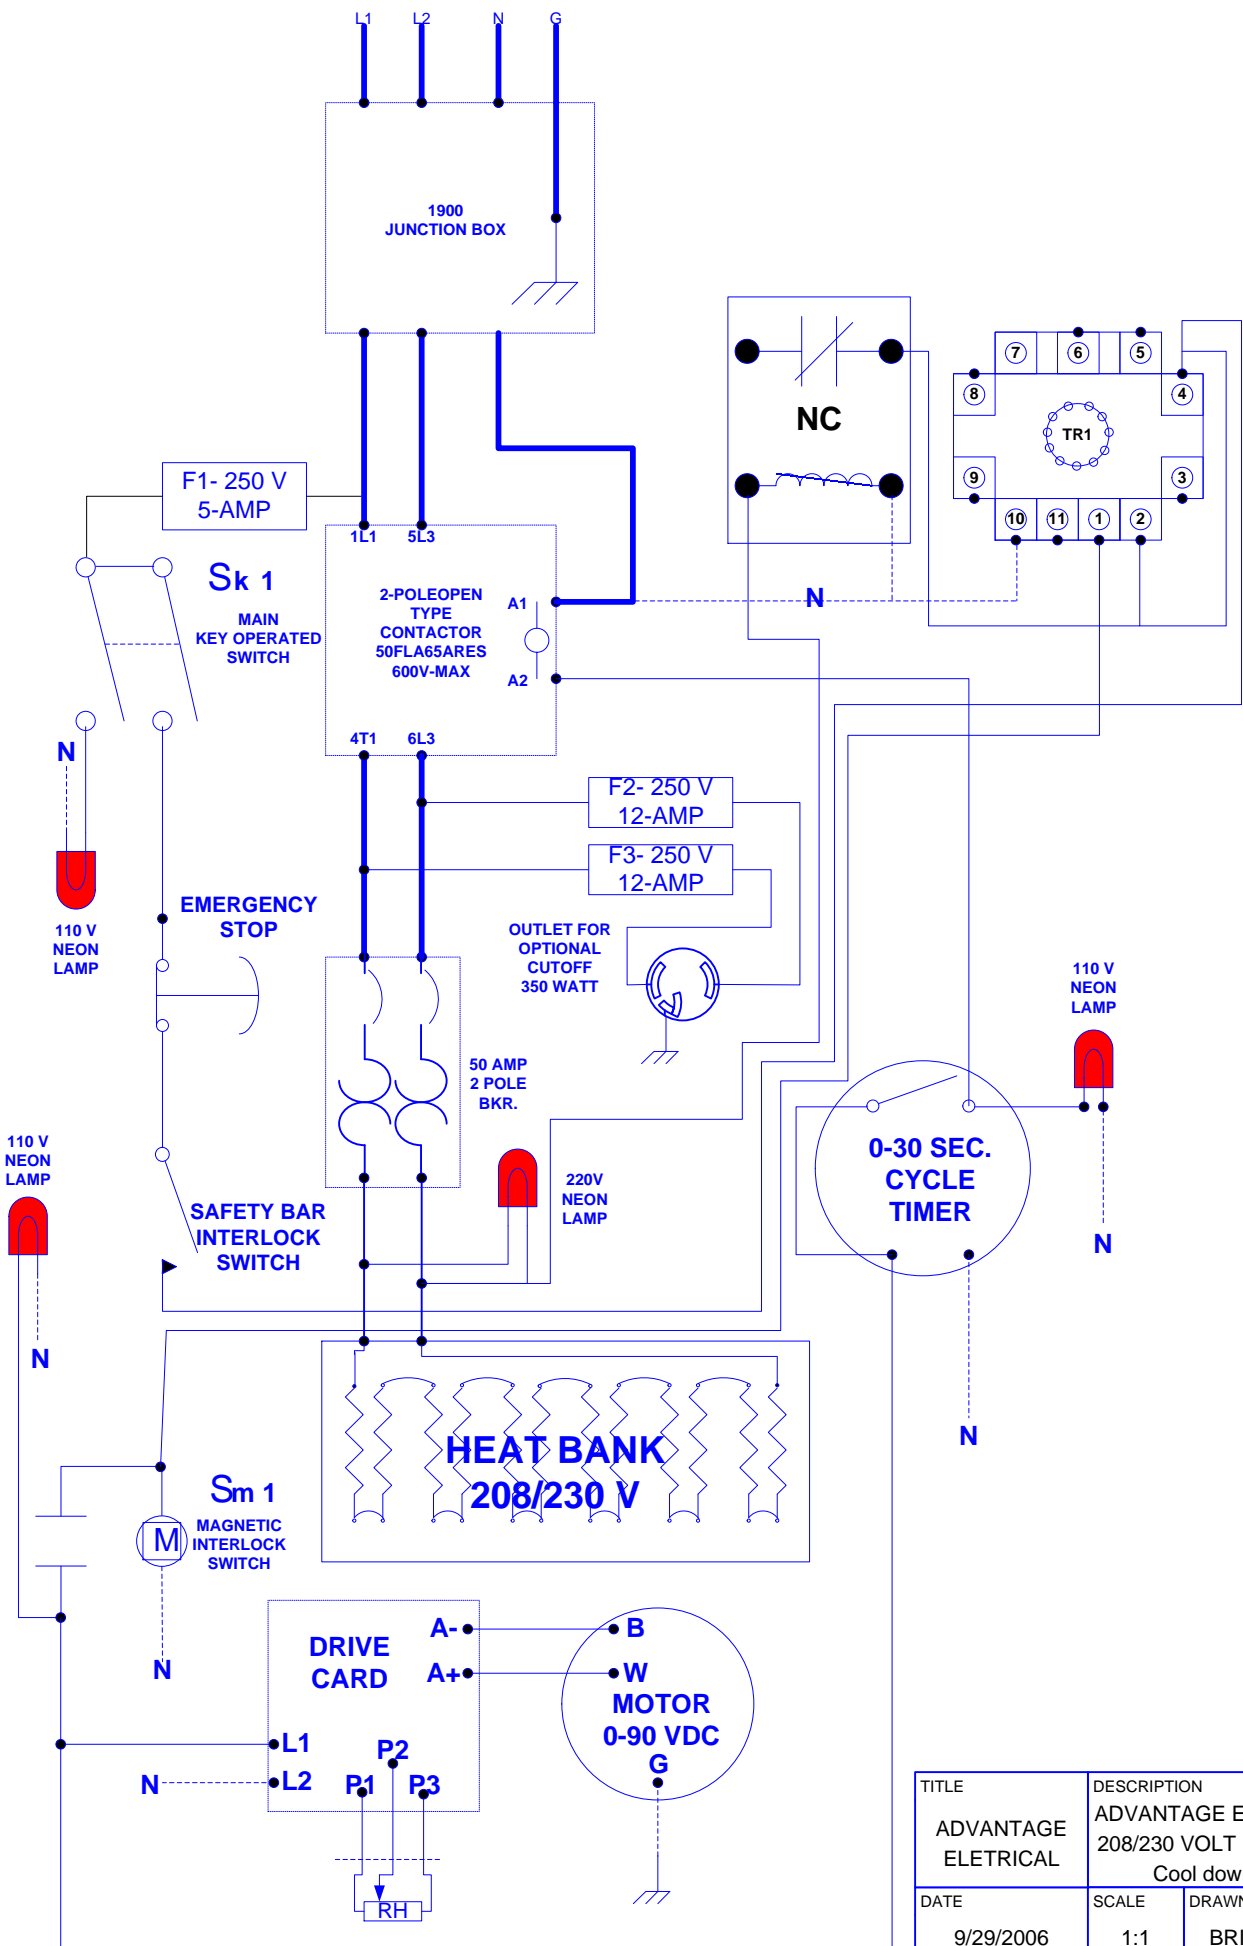 L1 L2 N G
1900
JUNCTION BOX
F1- 250 V
5-AMP
1L1 5L3
Sk 1
MAIN
KEY OPERATED
SWITCH
2-POLEOPEN
TYPE
CONTACTOR
50FLA65ARES
600V-MAX
A1
A2
4T1 6L3
NC
N
7 6 5
8 4
TR1
9 3
10 11 1 2
N
110 V
NEON
LAMP
F2- 250 V
12-AMP
F3- 250 V
12-AMP
EMERGENCY
STOP
OUTLET FOR
OPTIONAL
CUTOFF
350 WATT
50 AMP
2 POLE
BKR.
110 V
NEON
LAMP
0-30 SEC.
CYCLE
TIMER
N
N
110 V
NEON
LAMP
N
220V
NEON
LAMP
SAFETY BAR
INTERLOCK
SWITCH
HEAT BANK
208/230 V
Sm 1
MAGNETIC
INTERLOCK
SWITCH
M
N
DRIVE
CARD
A-
A+
L1
L2
N
P1 P2 P3
RH
B
W
MOTOR
0-90 VDC
G
TITLE
ADVANTAGE
ELETRICAL
DESCRIPTION
ADVANTAGE E
208/230 VOLT
Cool dow
DATE
9/29/2006
SCALE
1:1
DRAWN
BRI